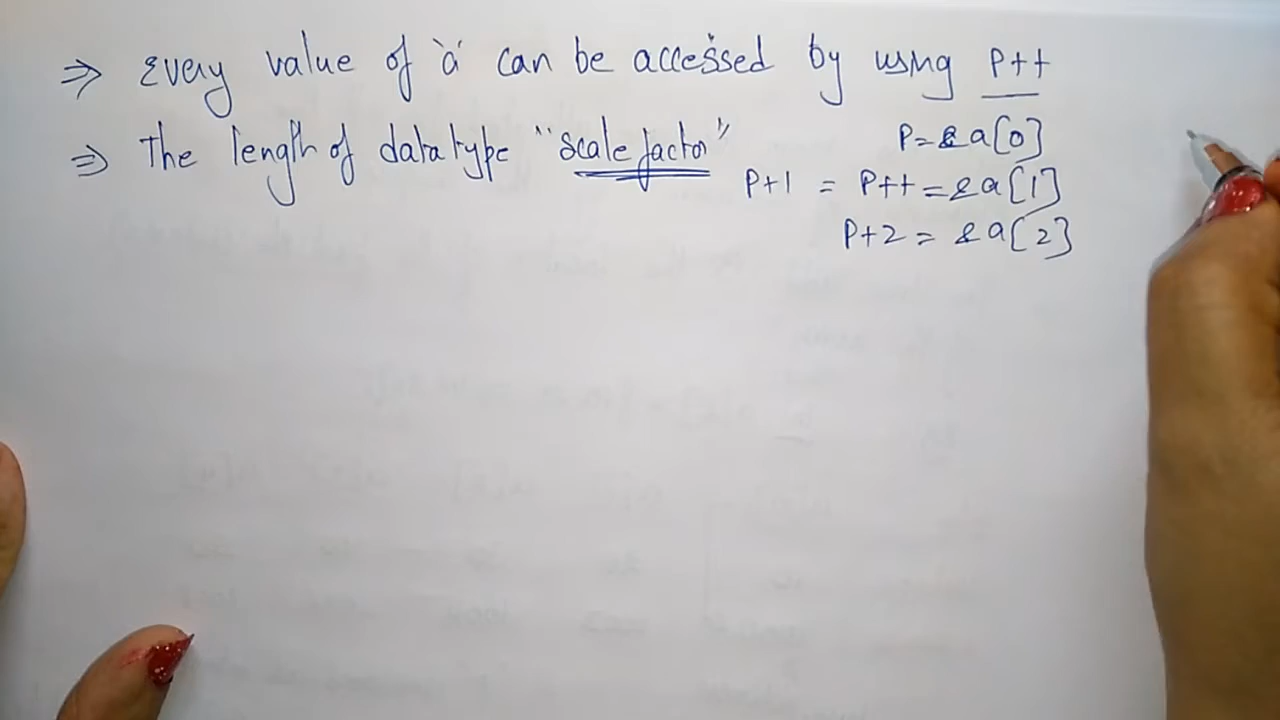 ⇒ Every value of 'a' can be accessed by using P++
⇒ The length of datatype "scale factor"
P=&a[0]
P+1 = P++=&a[1]
P+2 = &a[2]